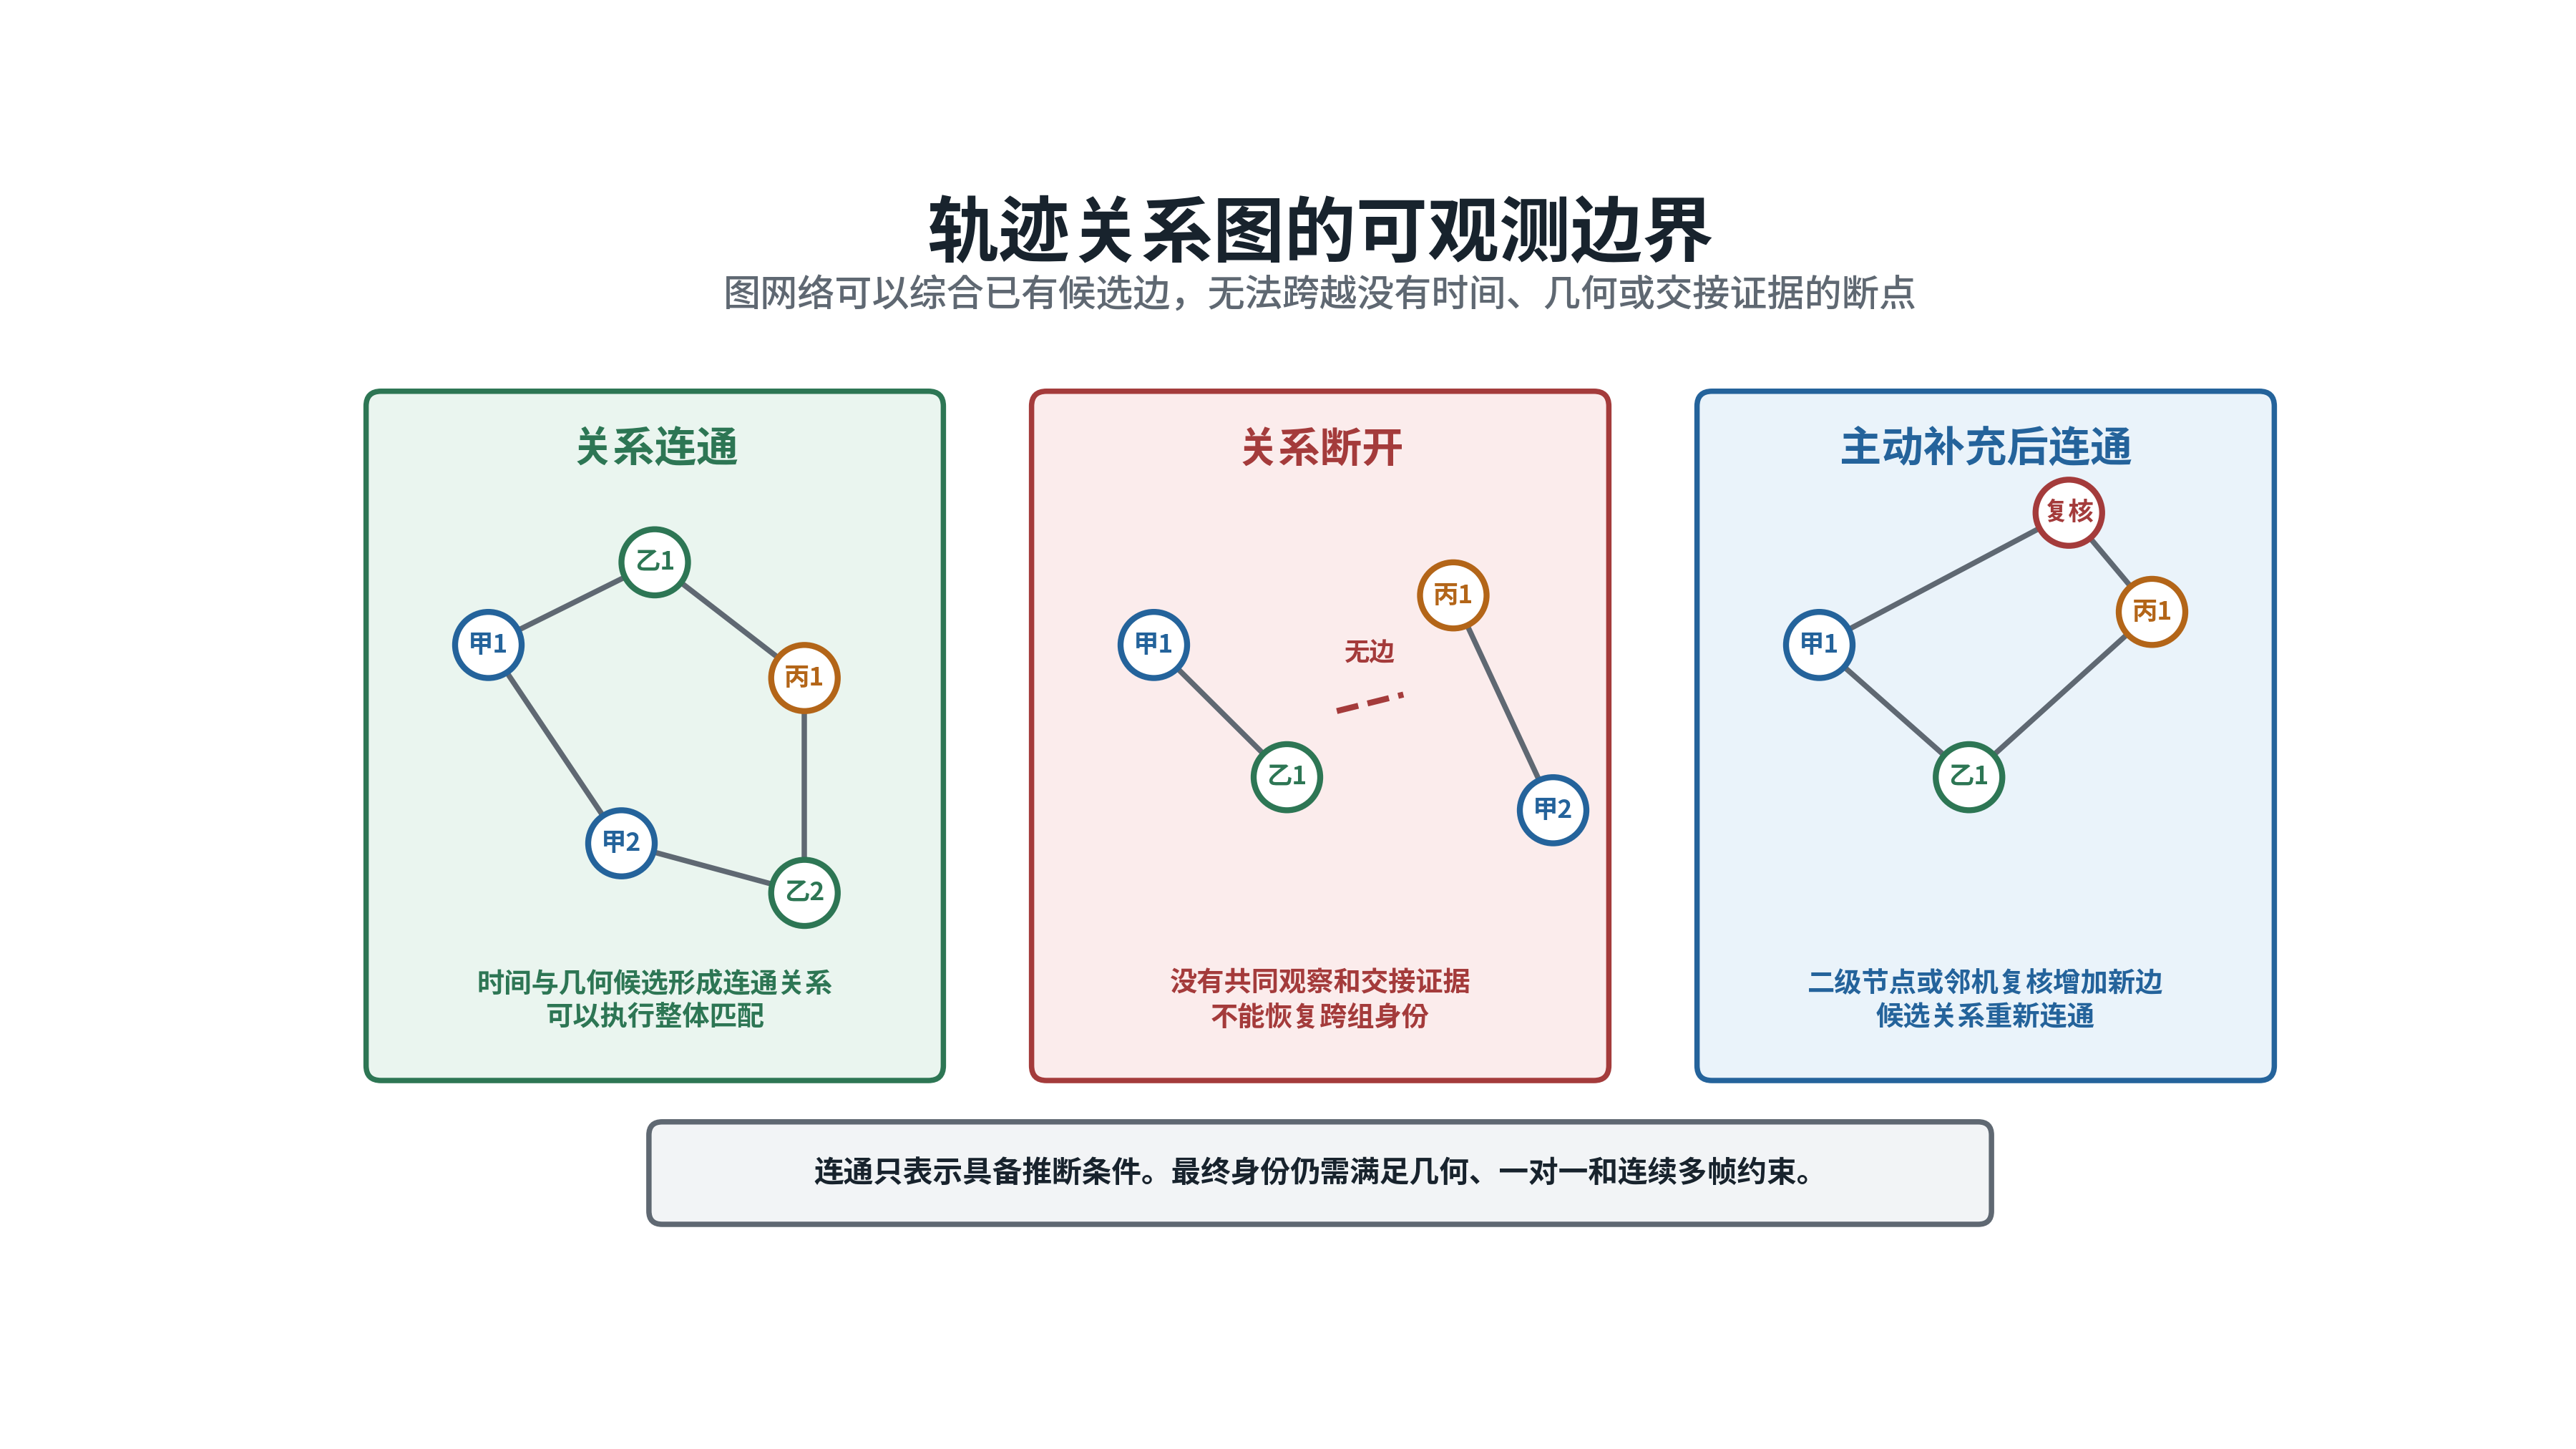 轨迹关系图的可观测边界
图网络可以综合已有候选边，无法跨越没有时间、几何或交接证据的断点
关系连通
乙1
甲1
丙1
甲2
乙2
时间与几何候选形成连通关系
可以执行整体匹配
关系断开
丙1
甲1
无边
乙1
甲2
没有共同观察和交接证据
不能恢复跨组身份
主动补充后连通
复核
丙1
甲1
乙1
二级节点或邻机复核增加新边
候选关系重新连通
连通只表示具备推断条件。最终身份仍需满足几何、一对一和连续多帧约束。